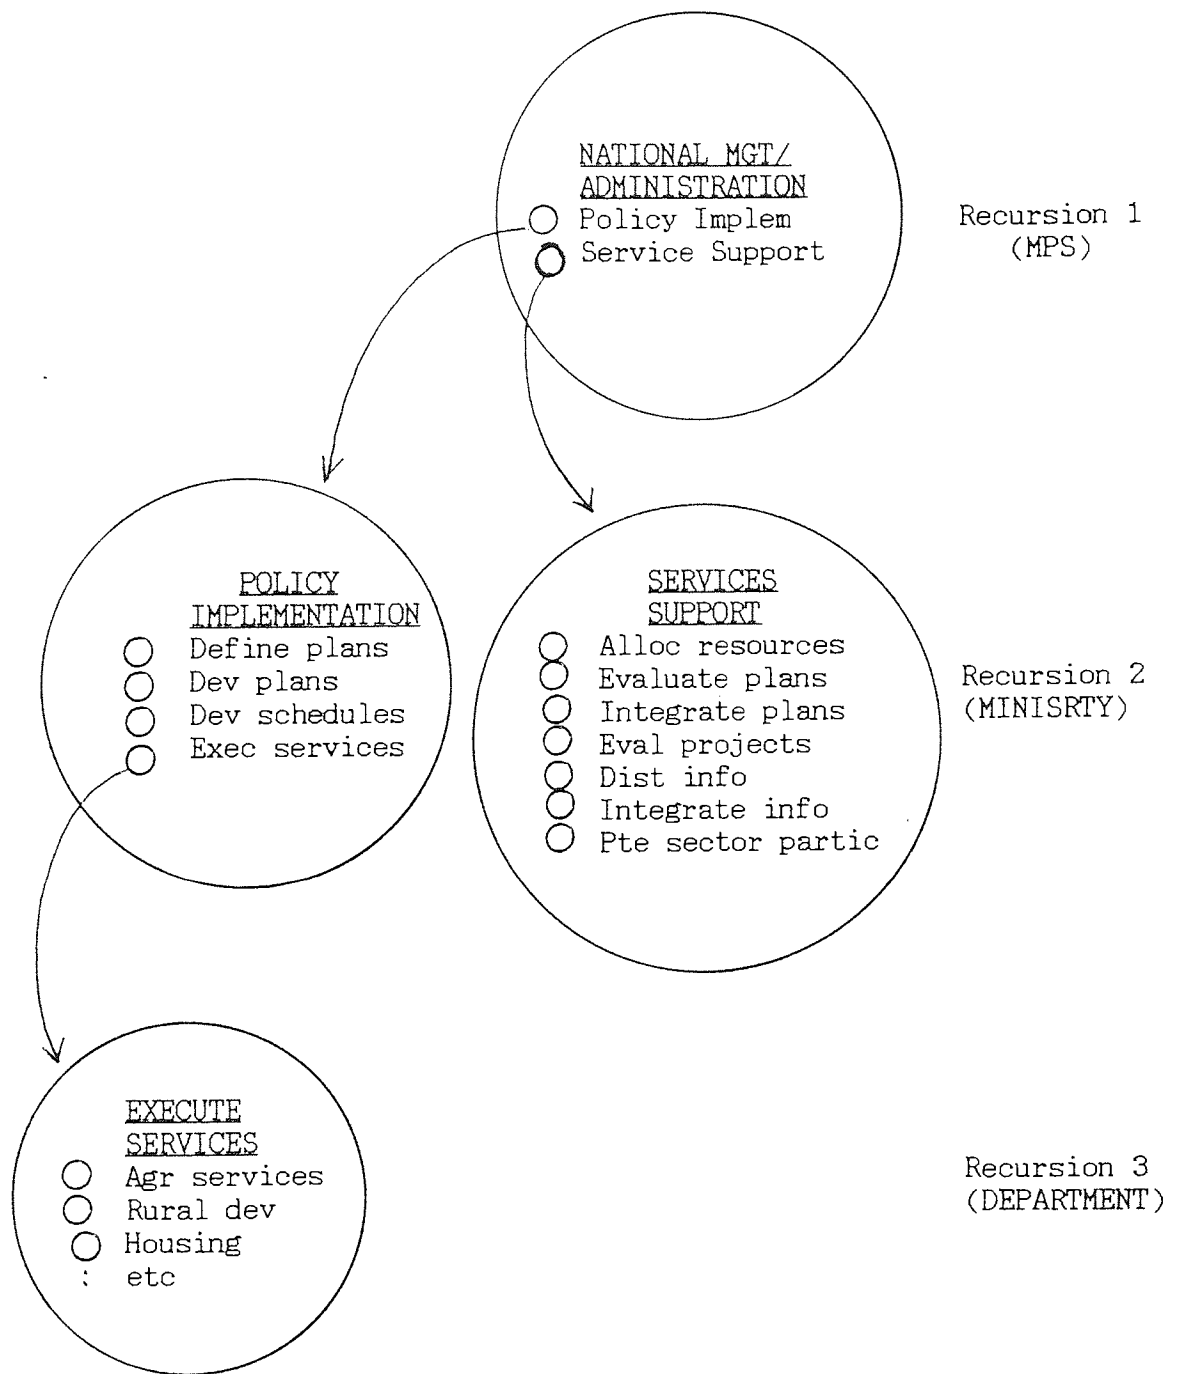 NATIONAL MGT/
ADMINISTRATION
Policy Implem
Service Support
Recursion 1
(MPS)
POLICY
IMPLEMENTATION
Define plans
Dev plans
Dev schedules
Exec services
SERVICES
SUPPORT
Alloc resources
Evaluate plans
Integrate plans
Eval projects
Dist info
Integrate info
Pte sector partic
Recursion 2
(MINISRTY)
EXECUTE
SERVICES
Agr services
Rural dev
Housing
: etc
Recursion 3
(DEPARTMENT)